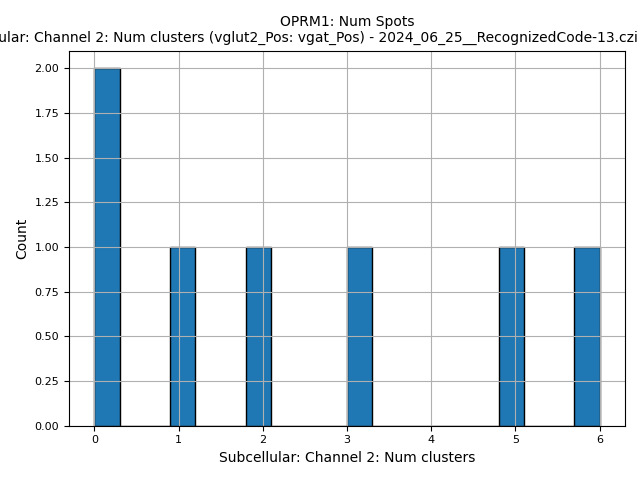 OPRM1: Num Spots
ular: Channel 2: Num clusters (vglut2_Pos: vgat_Pos) - 2024_06_25__RecognizedCode-13.czi
2.00
1.75
1.50
1.25
1.00
0.75
0.50
0.25
0.00
Count
0 1 2 3 4 5 6
Subcellular: Channel 2: Num clusters